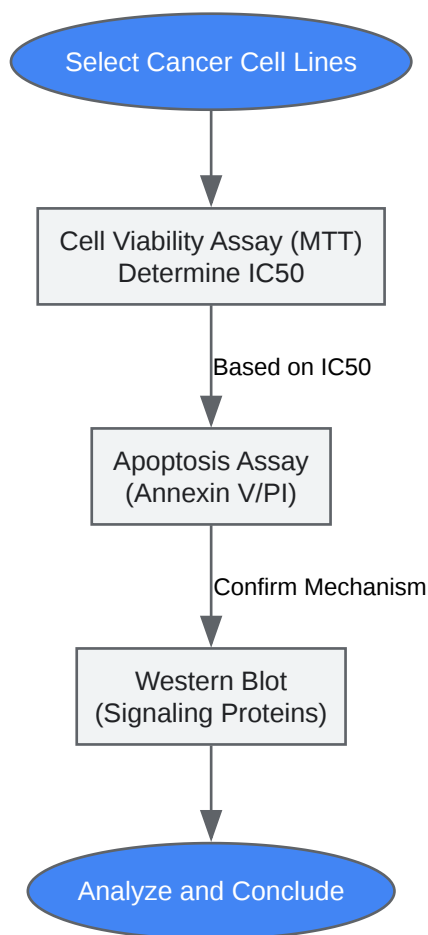 Select Cancer Cell Lines
Cell Viability Assay (MTT)
Determine IC50
Based on IC50
Apoptosis Assay
(Annexin V/PI)
Confirm Mechanism
Western Blot
(Signaling Proteins)
Analyze and Conclude